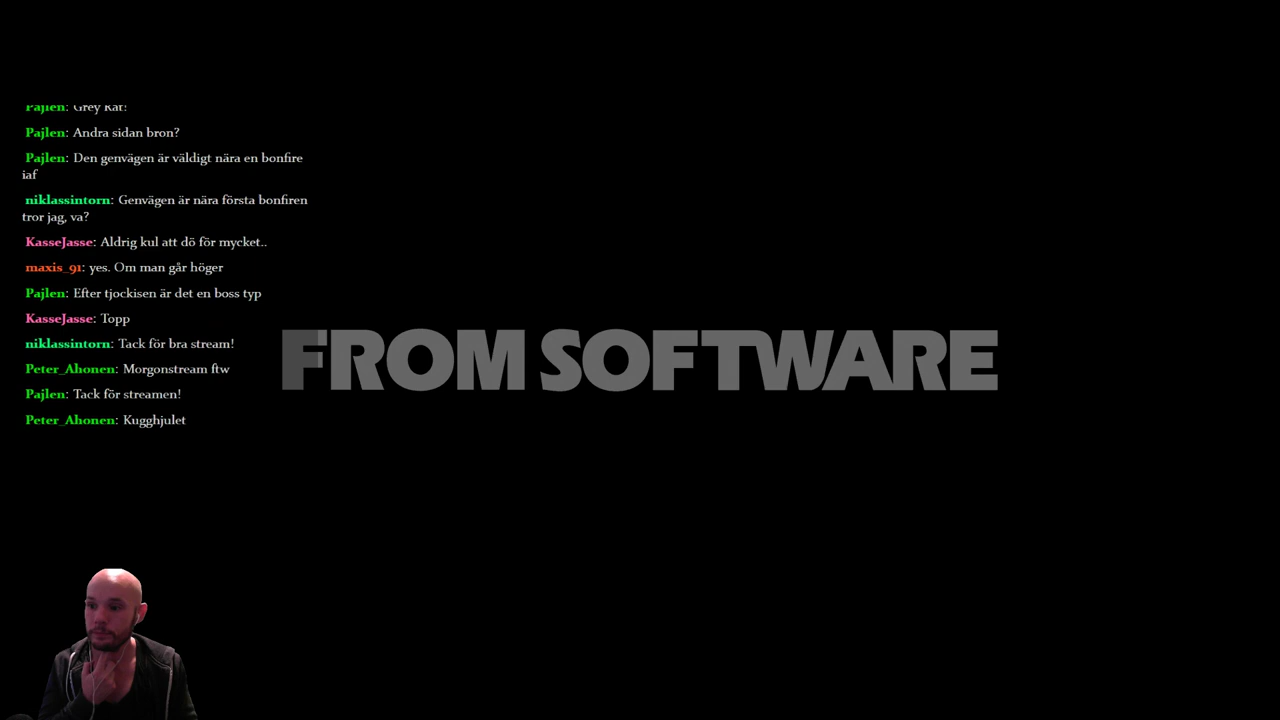 Pajlen: Grey Rat!
Pajlen: Andra sidan bron?
Pajlen: Den genvägen är väldigt nära en bonfire
iaf
niklassintorn: Genvägen är nära första bonfiren
tror jag, va?
KasseJasse: Aldrig kul att dö för mycket..
maxis_91: yes. Om man går höger
Pajlen: Efter tjockisen är det en boss typ
KasseJasse: Topp
niklassintorn: Tack för bra stream!
Peter_Ahonen: Morgonstream ftw
Pajlen: Tack för streamen!
Peter_Ahonen: Kugghjulet
FROM SOFTWARE